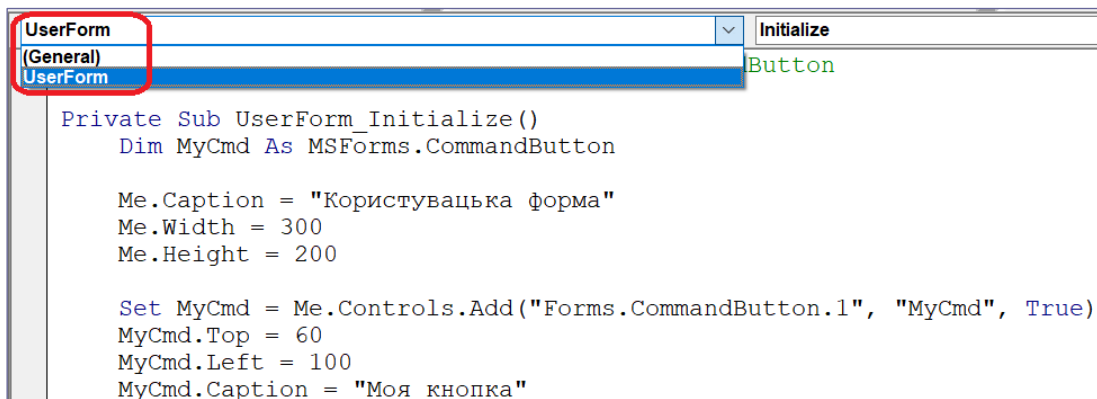 UserForm
Initialize
(General)
UserForm
Button
Private Sub UserForm_Initialize()
Dim MyCmd As MSForms.CommandButton
Me.Caption = "Користувацька форма"
Me.Width = 300
Me.Height = 200
Set MyCmd = Me.Controls.Add("Forms.CommandButton.1", "MyCmd", True)
MyCmd.Top = 60
MyCmd.Left = 100
MyCmd.Caption = "Моя кнопка"